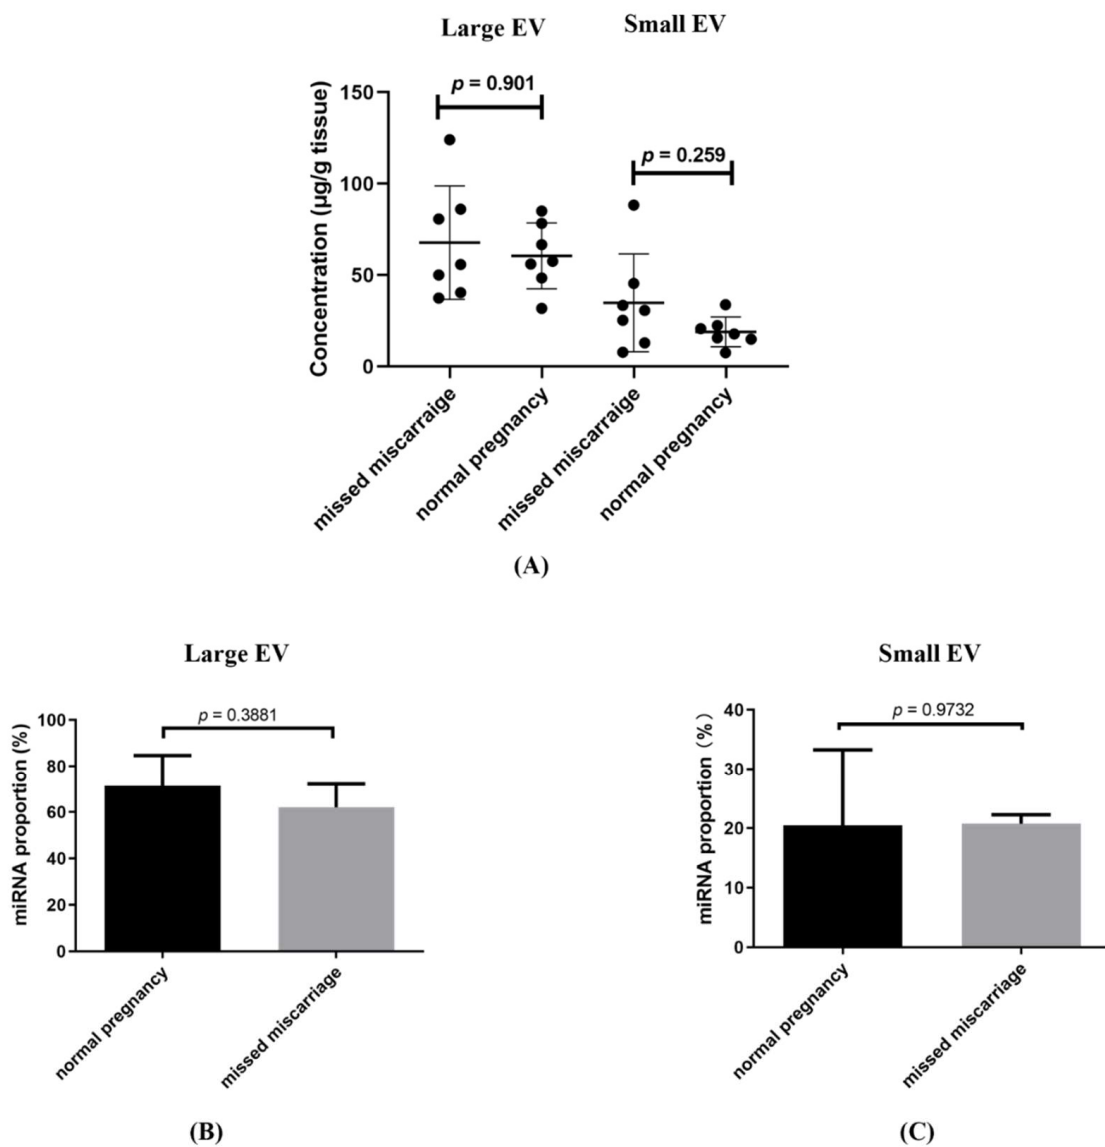 Large EV Small EV
p = 0.901
p = 0.259
Concentration (µg/g tissue)
150
100
50
0
missed miscarraige
normal pregnancy
missed miscarraige
normal pregnancy
(A)
Large EV
p = 0.3881
miRNA proportion (%)
100
80
60
40
20
0
normal pregnancy
missed miscarriage
(B)
Small EV
p = 0.9732
miRNA proportion（%）
40
30
20
10
0
normal pregnancy
missed miscarriage
(C)